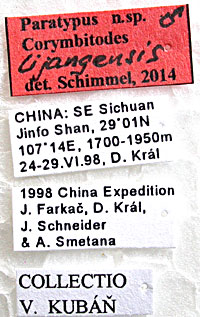 Paratypus n.sp. ♂
Corymbitodes
lijangensis
det. Schimmel, 2014
CHINA: SE Sichuan
Jinfo Shan, 29°01N
107°14E, 1700-1950m
24-29.VI.98, D. Král
1998 China Expedition
J. Farkač, D. Král,
J. Schneider
& A. Smetana
COLLECTIO
V. KUBÁŇ